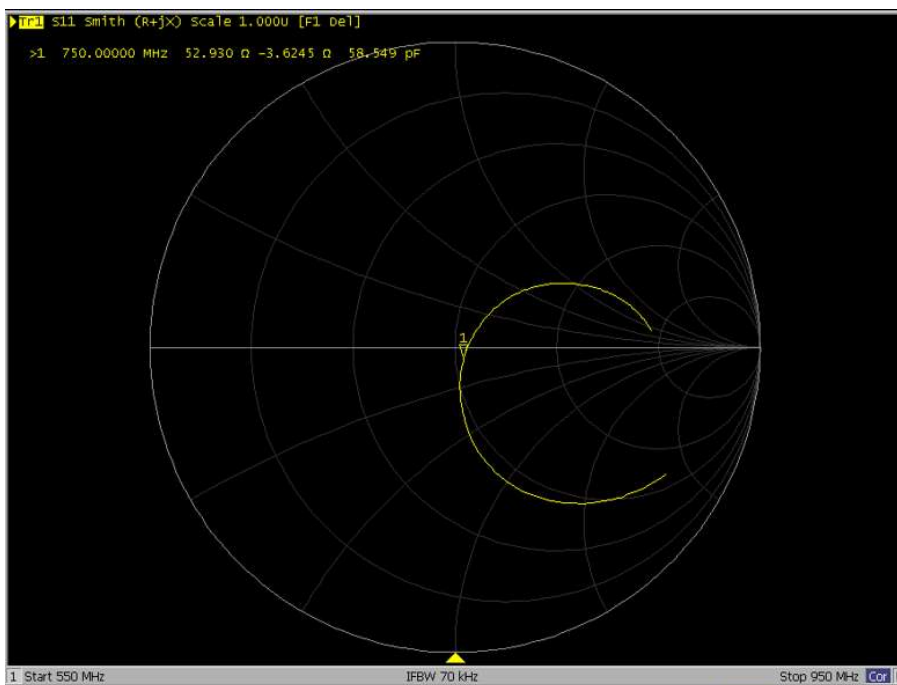 Tr1 S11 Smith (R+jX) Scale 1.000U [F1 Del]
>1 750.00000 MHz 52.930 Ω -3.6245 Ω 58.549 pF
1
1 Start 550 MHz IFBW 70 kHz Stop 950 MHz Cor